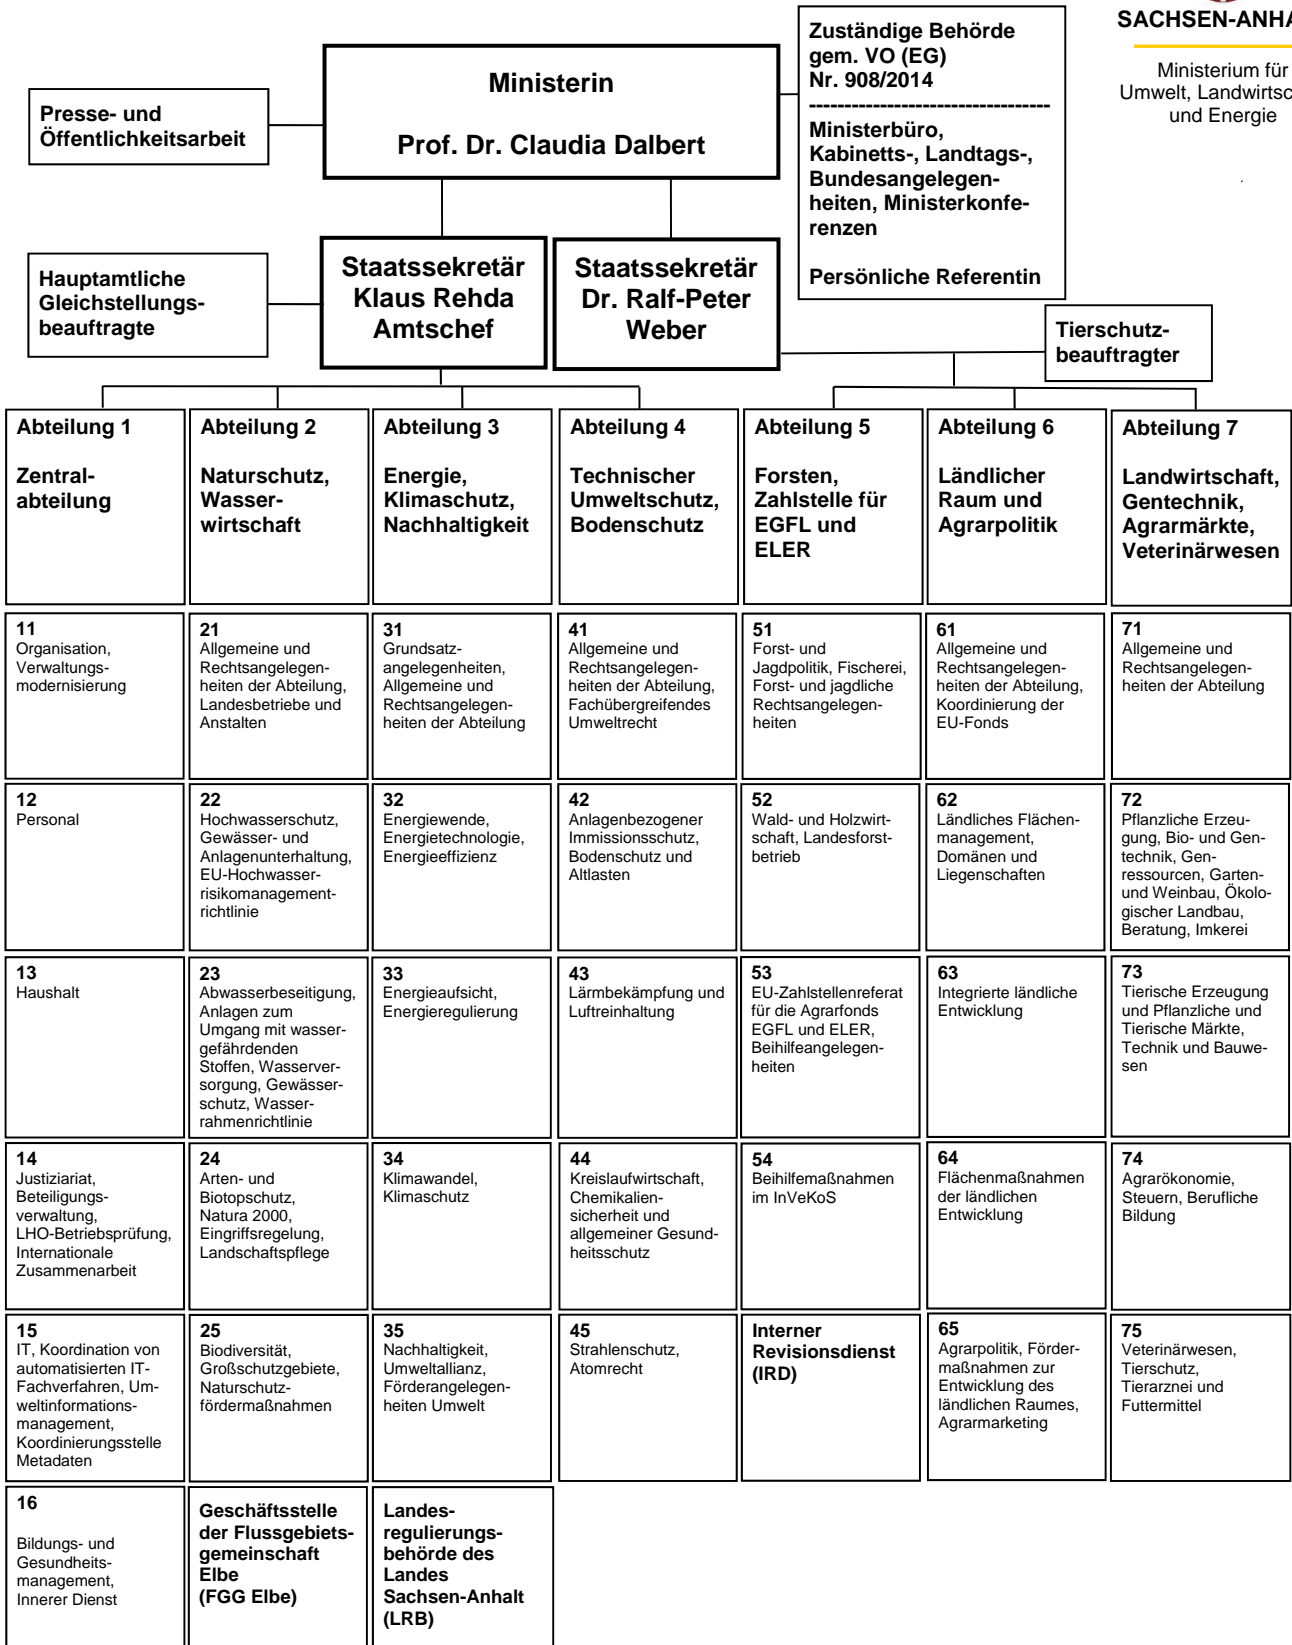 SACHSEN-ANHA
Ministerium für
Umwelt, Landwirtsc
und Energie
Zuständige Behörde
gem. VO (EG)
Nr. 908/2014
----------------------------------
Ministerbüro,
Kabinetts-, Landtags-,
Bundesangelegen-
heiten, Ministerkonfe-
renzen
Persönliche Referentin
Ministerin
Prof. Dr. Claudia Dalbert
Presse- und
Öffentlichkeitsarbeit
Hauptamtliche
Gleichstellungs-
beauftragte
Staatssekretär
Klaus Rehda
Amtschef
Staatssekretär
Dr. Ralf-Peter
Weber
Tierschutz-
beauftragter
Abteilung 1
Zentral-
abteilung
Abteilung 2
Naturschutz,
Wasser-
wirtschaft
Abteilung 3
Energie,
Klimaschutz,
Nachhaltigkeit
Abteilung 4
Technischer
Umweltschutz,
Bodenschutz
Abteilung 5
Forsten,
Zahlstelle für
EGFL und
ELER
Abteilung 6
Ländlicher
Raum und
Agrarpolitik
Abteilung 7
Landwirtschaft,
Gentechnik,
Agrarmärkte,
Veterinärwesen
11
Organisation,
Verwaltungs-
modernisierung
21
Allgemeine und
Rechtsangelegen-
heiten der Abteilung,
Landesbetriebe und
Anstalten
31
Grundsatz-
angelegenheiten,
Allgemeine und
Rechtsangelegen-
heiten der Abteilung
41
Allgemeine und
Rechtsangelegen-
heiten der Abteilung,
Fachübergreifendes
Umweltrecht
51
Forst- und
Jagdpolitik, Fischerei,
Forst- und jagdliche
Rechtsangelegen-
heiten
61
Allgemeine und
Rechtsangelegen-
heiten der Abteilung,
Koordinierung der
EU-Fonds
71
Allgemeine und
Rechtsangelegen-
heiten der Abteilung
12
Personal
22
Hochwasserschutz,
Gewässer- und
Anlagenunterhaltung,
EU-Hochwasser-
risikomanagement-
richtlinie
32
Energiewende,
Energietechnologie,
Energieeffizienz
42
Anlagenbezogener
Immissionsschutz,
Bodenschutz und
Altlasten
52
Wald- und Holzwirt-
schaft, Landesforst-
betrieb
62
Ländliches Flächen-
management,
Domänen und
Liegenschaften
72
Pflanzliche Erzeu-
gung, Bio- und Gen-
technik, Gen-
ressourcen, Garten-
und Weinbau, Ökolo-
gischer Landbau,
Beratung, Imkerei
13
Haushalt
23
Abwasserbeseitigung,
Anlagen zum
Umgang mit wasser-
gefährdenden
Stoffen, Wasserver-
sorgung, Gewässer-
schutz, Wasser-
rahmenrichtlinie
33
Energieaufsicht,
Energieregulierung
43
Lärmbekämpfung und
Luftreinhaltung
53
EU-Zahlstellenreferat
für die Agrarfonds
EGFL und ELER,
Beihilfeangelegen-
heiten
63
Integrierte ländliche
Entwicklung
73
Tierische Erzeugung
und Pflanzliche und
Tierische Märkte,
Technik und Bauwe-
sen
14
Justiziariat,
Beteiligungs-
verwaltung,
LHO-Betriebsprüfung,
Internationale
Zusammenarbeit
24
Arten- und
Biotopschutz,
Natura 2000,
Eingriffsregelung,
Landschaftspflege
34
Klimawandel,
Klimaschutz
44
Kreislaufwirtschaft,
Chemikalien-
sicherheit und
allgemeiner Gesund-
heitsschutz
54
Beihilfemaßnahmen
im InVeKoS
64
Flächenmaßnahmen
der ländlichen
Entwicklung
74
Agrarökonomie,
Steuern, Berufliche
Bildung
15
IT, Koordination von
automatisierten IT-
Fachverfahren, Um-
weltinformations-
management,
Koordinierungsstelle
Metadaten
25
Biodiversität,
Großschutzgebiete,
Naturschutz-
fördermaßnahmen
35
Nachhaltigkeit,
Umweltallianz,
Förderangelegen-
heiten Umwelt
45
Strahlenschutz,
Atomrecht
Interner
Revisionsdienst
(IRD)
65
Agrarpolitik, Förder-
maßnahmen zur
Entwicklung des
ländlichen Raumes,
Agrarmarketing
75
Veterinärwesen,
Tierschutz,
Tierarznei und
Futtermittel
16
Bildungs- und
Gesundheits-
management,
Innerer Dienst
Geschäftsstelle
der Flussgebiets-
gemeinschaft
Elbe
(FGG Elbe)
Landes-
regulierungs-
behörde des
Landes
Sachsen-Anhalt
(LRB)